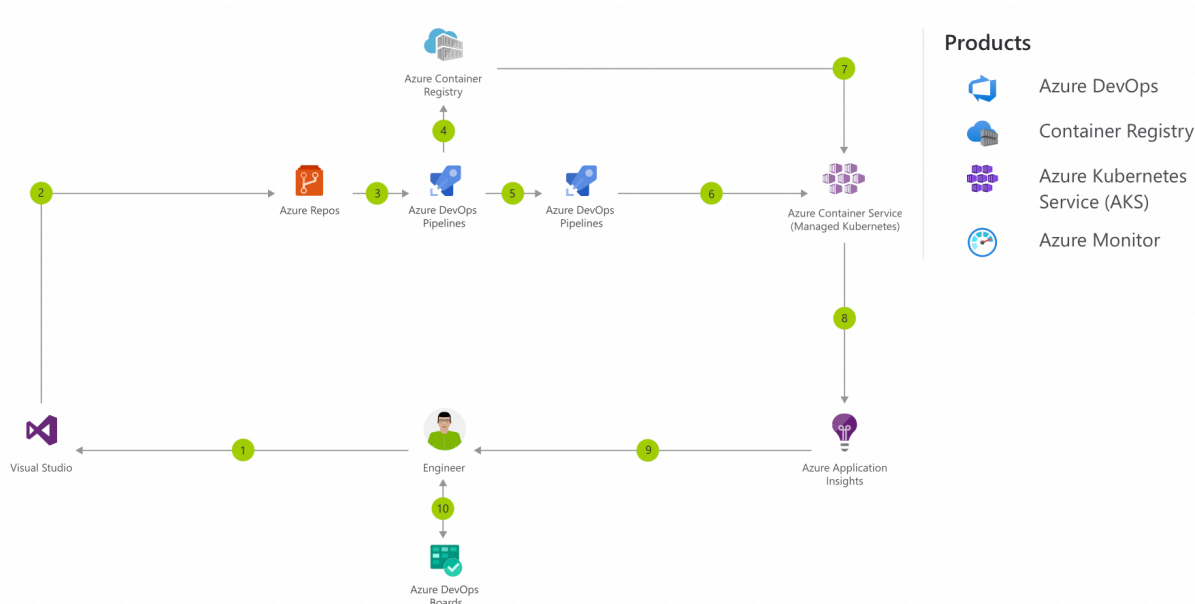 Azure Container
Registry
7
4
2
Azure Repos
3
Azure DevOps
Pipelines
5
Azure DevOps
Pipelines
6
Azure Container Service
(Managed Kubernetes)
8
Visual Studio
1
Engineer
9
Azure Application
Insights
10
Azure DevOps
Boards
Products
Azure DevOps
Container Registry
Azure Kubernetes
Service (AKS)
Azure Monitor